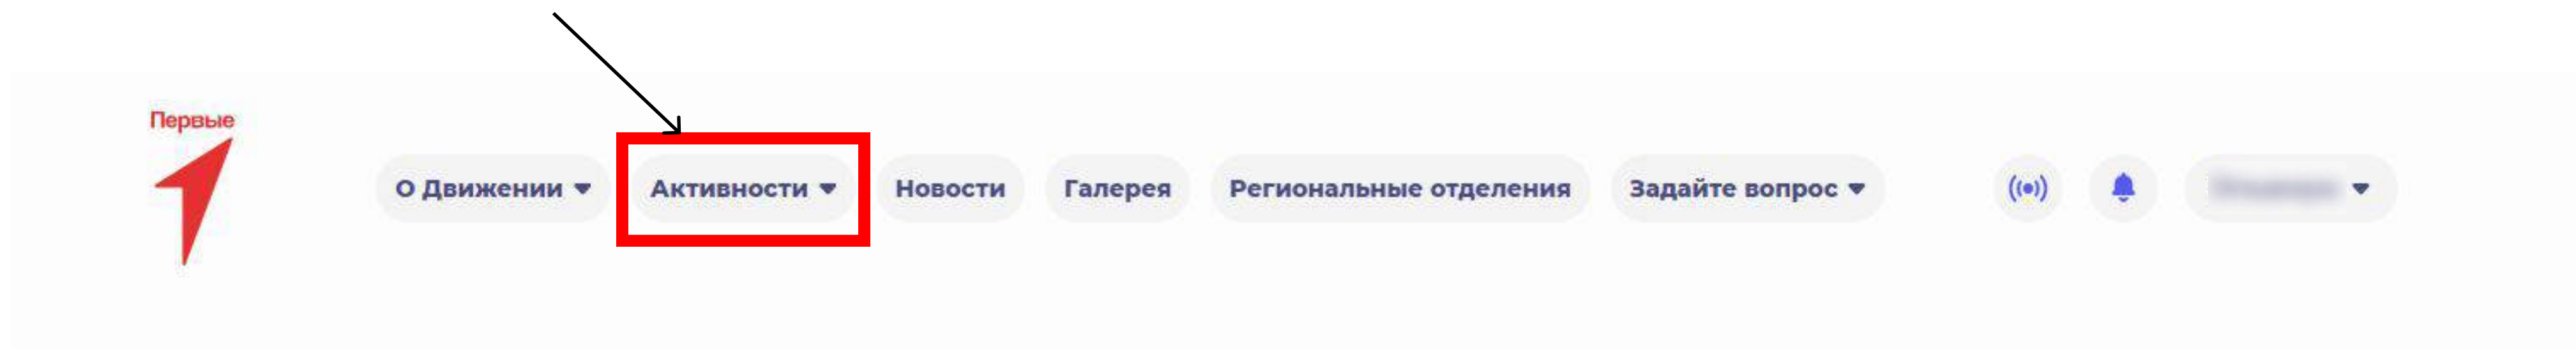 Первые
О Движении
Активности
Новости
Галерея
Региональные отделения
Задайте вопрос